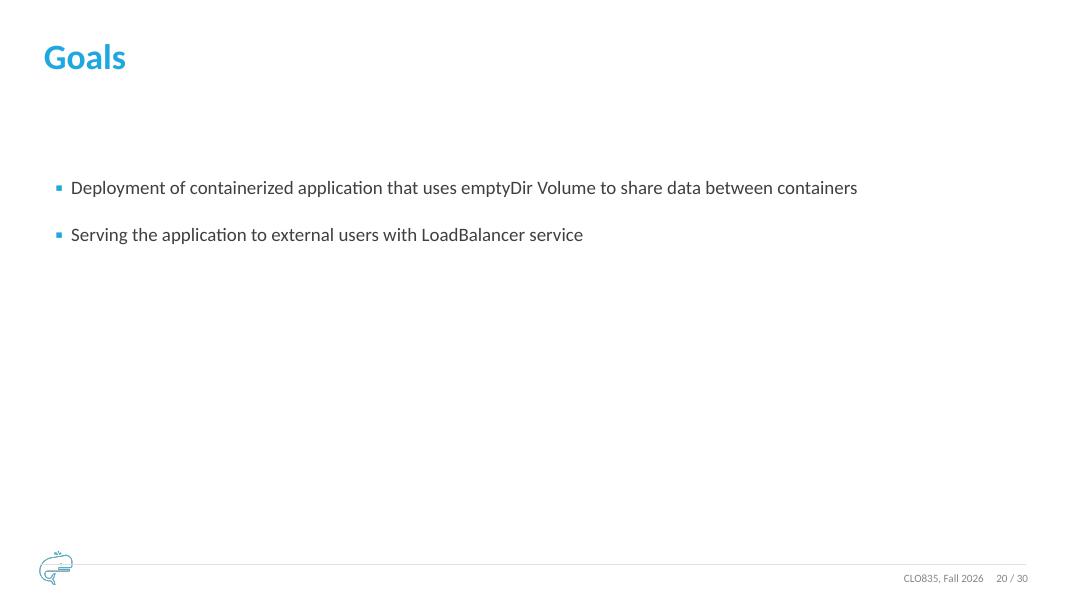 Goals
▪ Deployment of containerized application that uses emptyDir Volume to share data between containers
▪ Serving the application to external users with LoadBalancer service
CLO835, Fall 2026 20 / 30